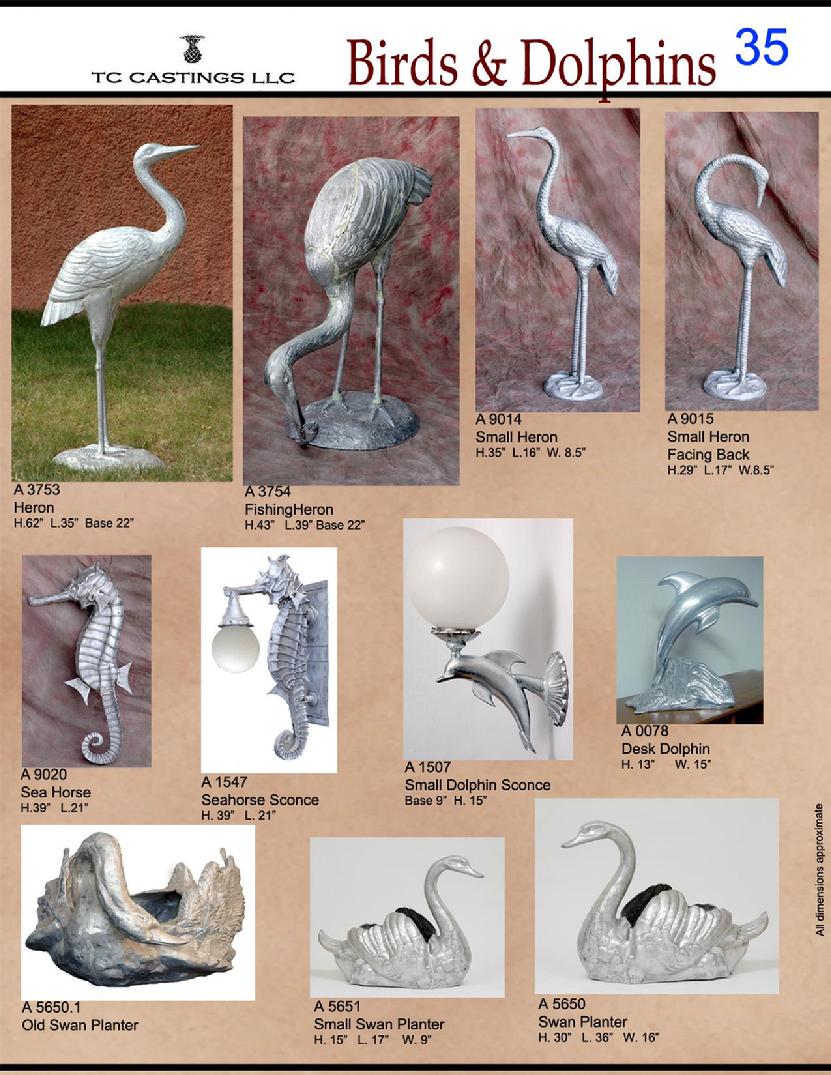 TC CASTINGS LLC
Birds & Dolphins
35
A 3753
Heron
H.62" L.35" Base 22"
A 3754
FishingHeron
H.43" L.39" Base 22"
A 9014
Small Heron
H.35" L.16" W. 8.5"
A 9015
Small Heron
Facing Back
H.29" L.17" W.8.5"
A 9020
Sea Horse
H.39" L.21"
A 1547
Seahorse Sconce
H. 39" L. 21"
A 1507
Small Dolphin Sconce
Base 9" H. 15"
A 0078
Desk Dolphin
H. 13" W. 15"
All dimensions approximate
A 5650.1
Old Swan Planter
A 5651
Small Swan Planter
H. 15" L. 17" W. 9"
A 5650
Swan Planter
H. 30" L. 36" W. 16"